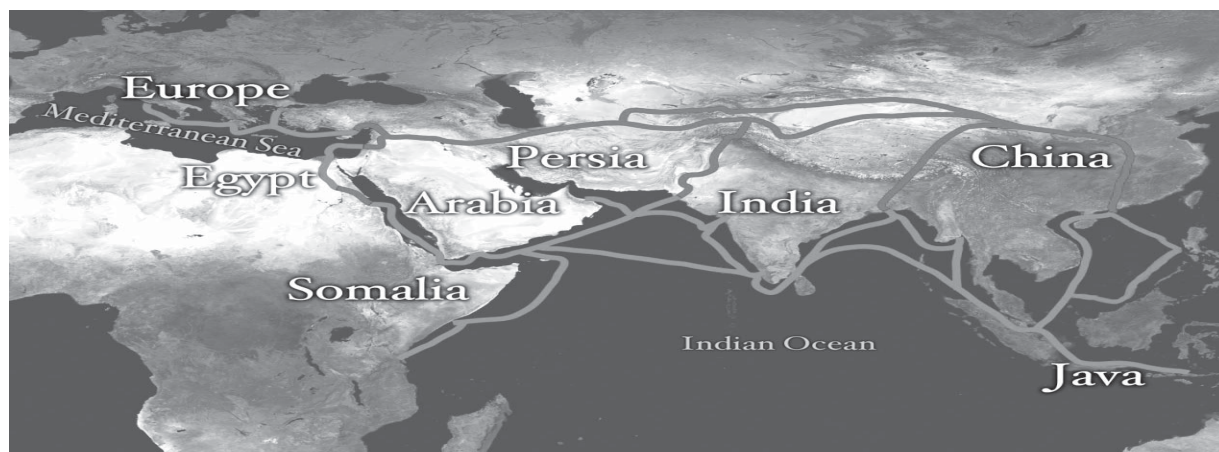 Europe
Mediterranean Sea
Egypt
Persia
China
Arabia
India
Somalia
Indian Ocean
Java